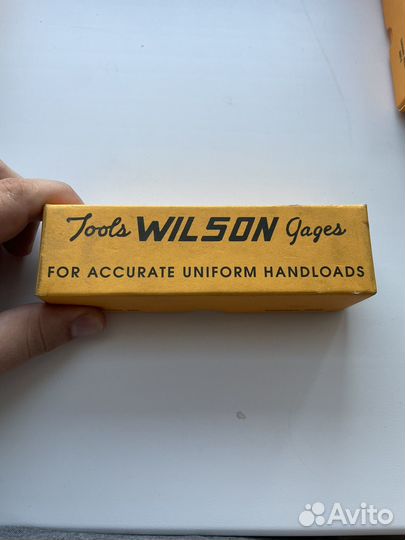 Tools WILSON Gages
FOR ACCURATE UNIFORM HANDLOADS
Avito